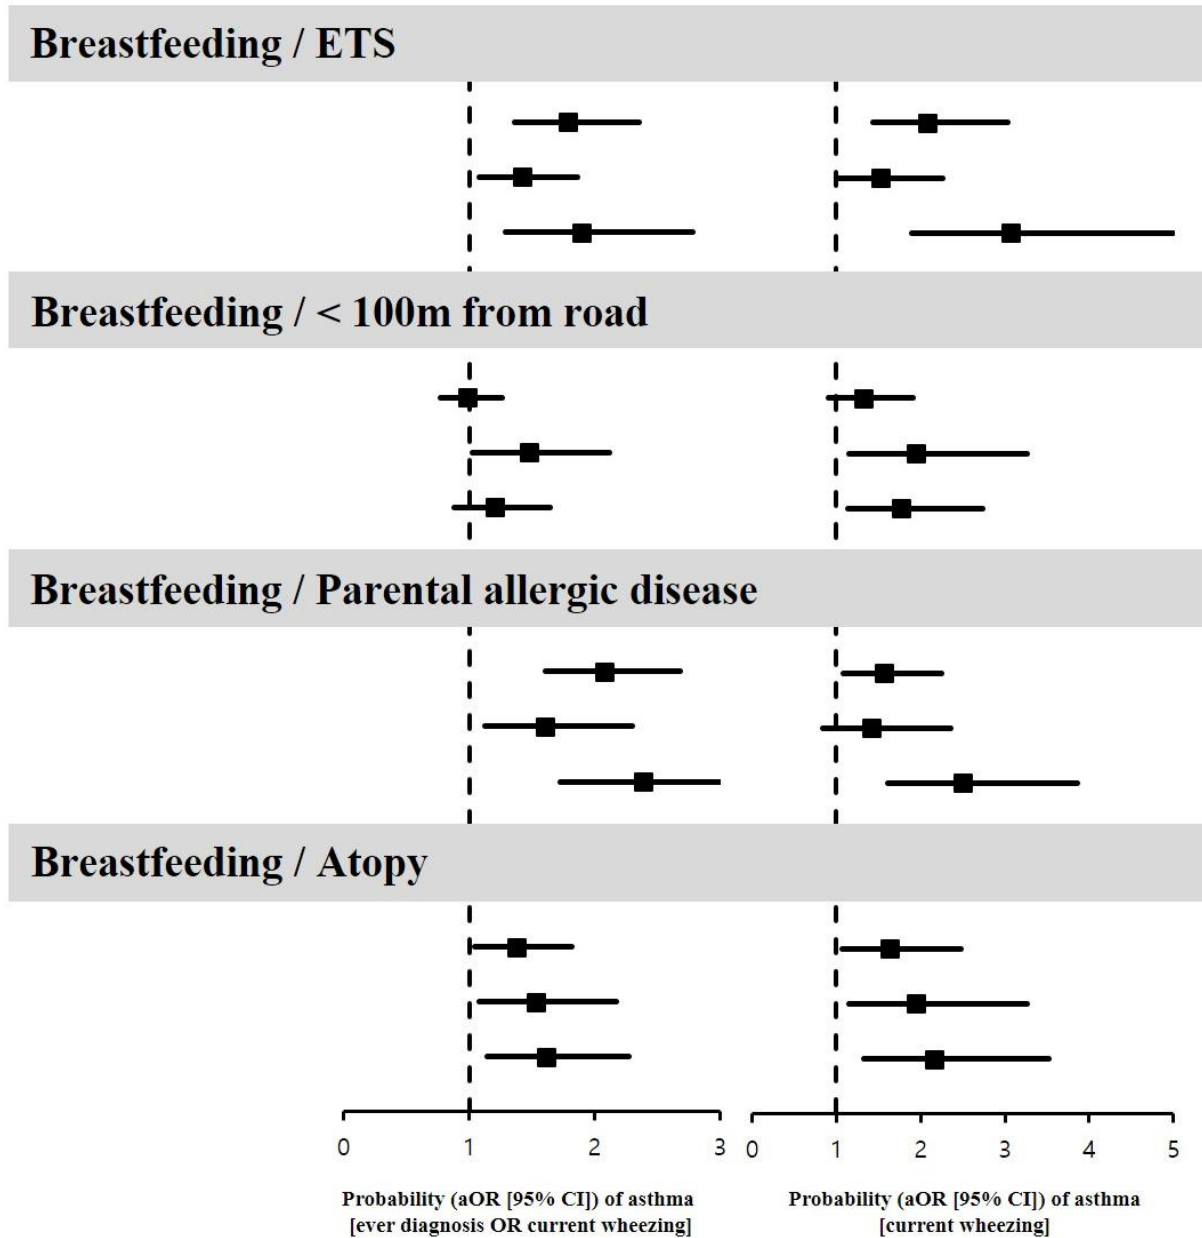 Breastfeeding / ETS
Breastfeeding / < 100m from road
Breastfeeding / Parental allergic disease
Breastfeeding / Atopy
0 1 2 3 0 1 2 3 4 5
Probability (aOR [95% CI]) of asthma
[ever diagnosis OR current wheezing]
Probability (aOR [95% CI]) of asthma
[current wheezing]